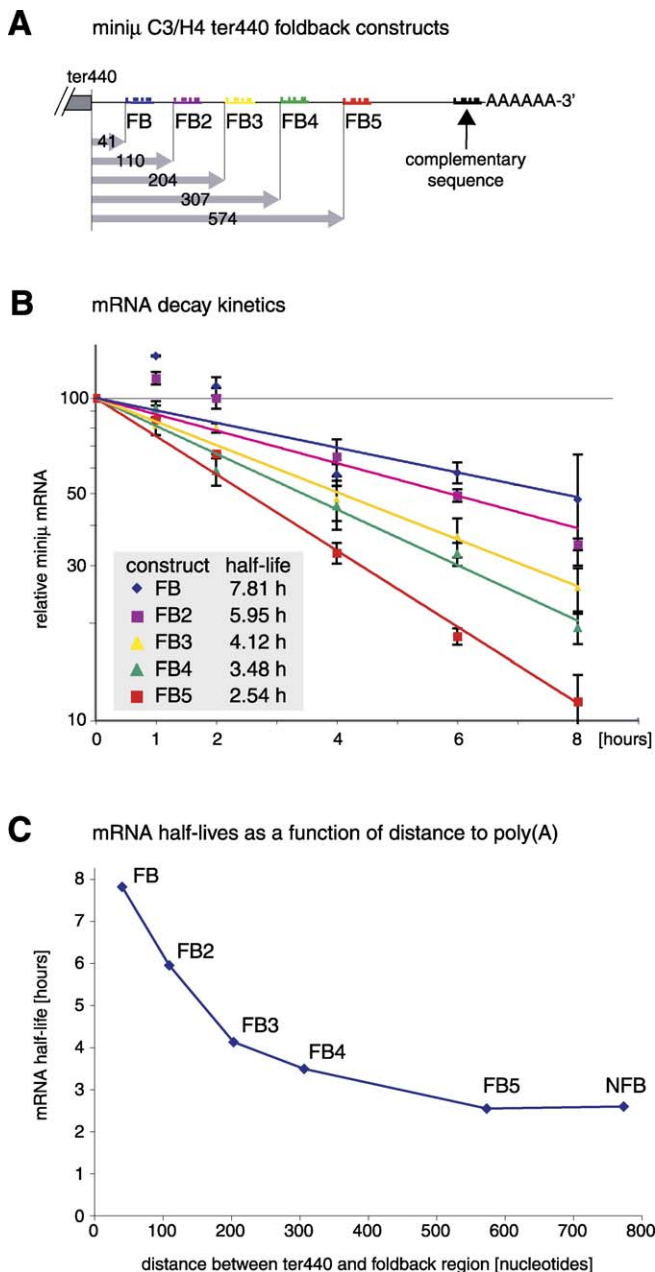 A
miniμ C3/H4 ter440 foldback constructs
ter440
FB FB2 FB3 FB4 FB5
AAAAAA-3'
41
110
204
307
574
complementary
sequence
B
mRNA decay kinetics
relative miniμ mRNA
100
50
30
10
construct half-life
FB 7.81 h
FB2 5.95 h
FB3 4.12 h
FB4 3.48 h
FB5 2.54 h
0 1 2 4 6 8 [hours]
C
mRNA half-lives as a function of distance to poly(A)
mRNA half-life [hours]
8
7
6
5
4
3
2
1
0
FB
FB2
FB3
FB4
FB5
NFB
0 100 200 300 400 500 600 700 800
distance between ter440 and foldback region [nucleotides]